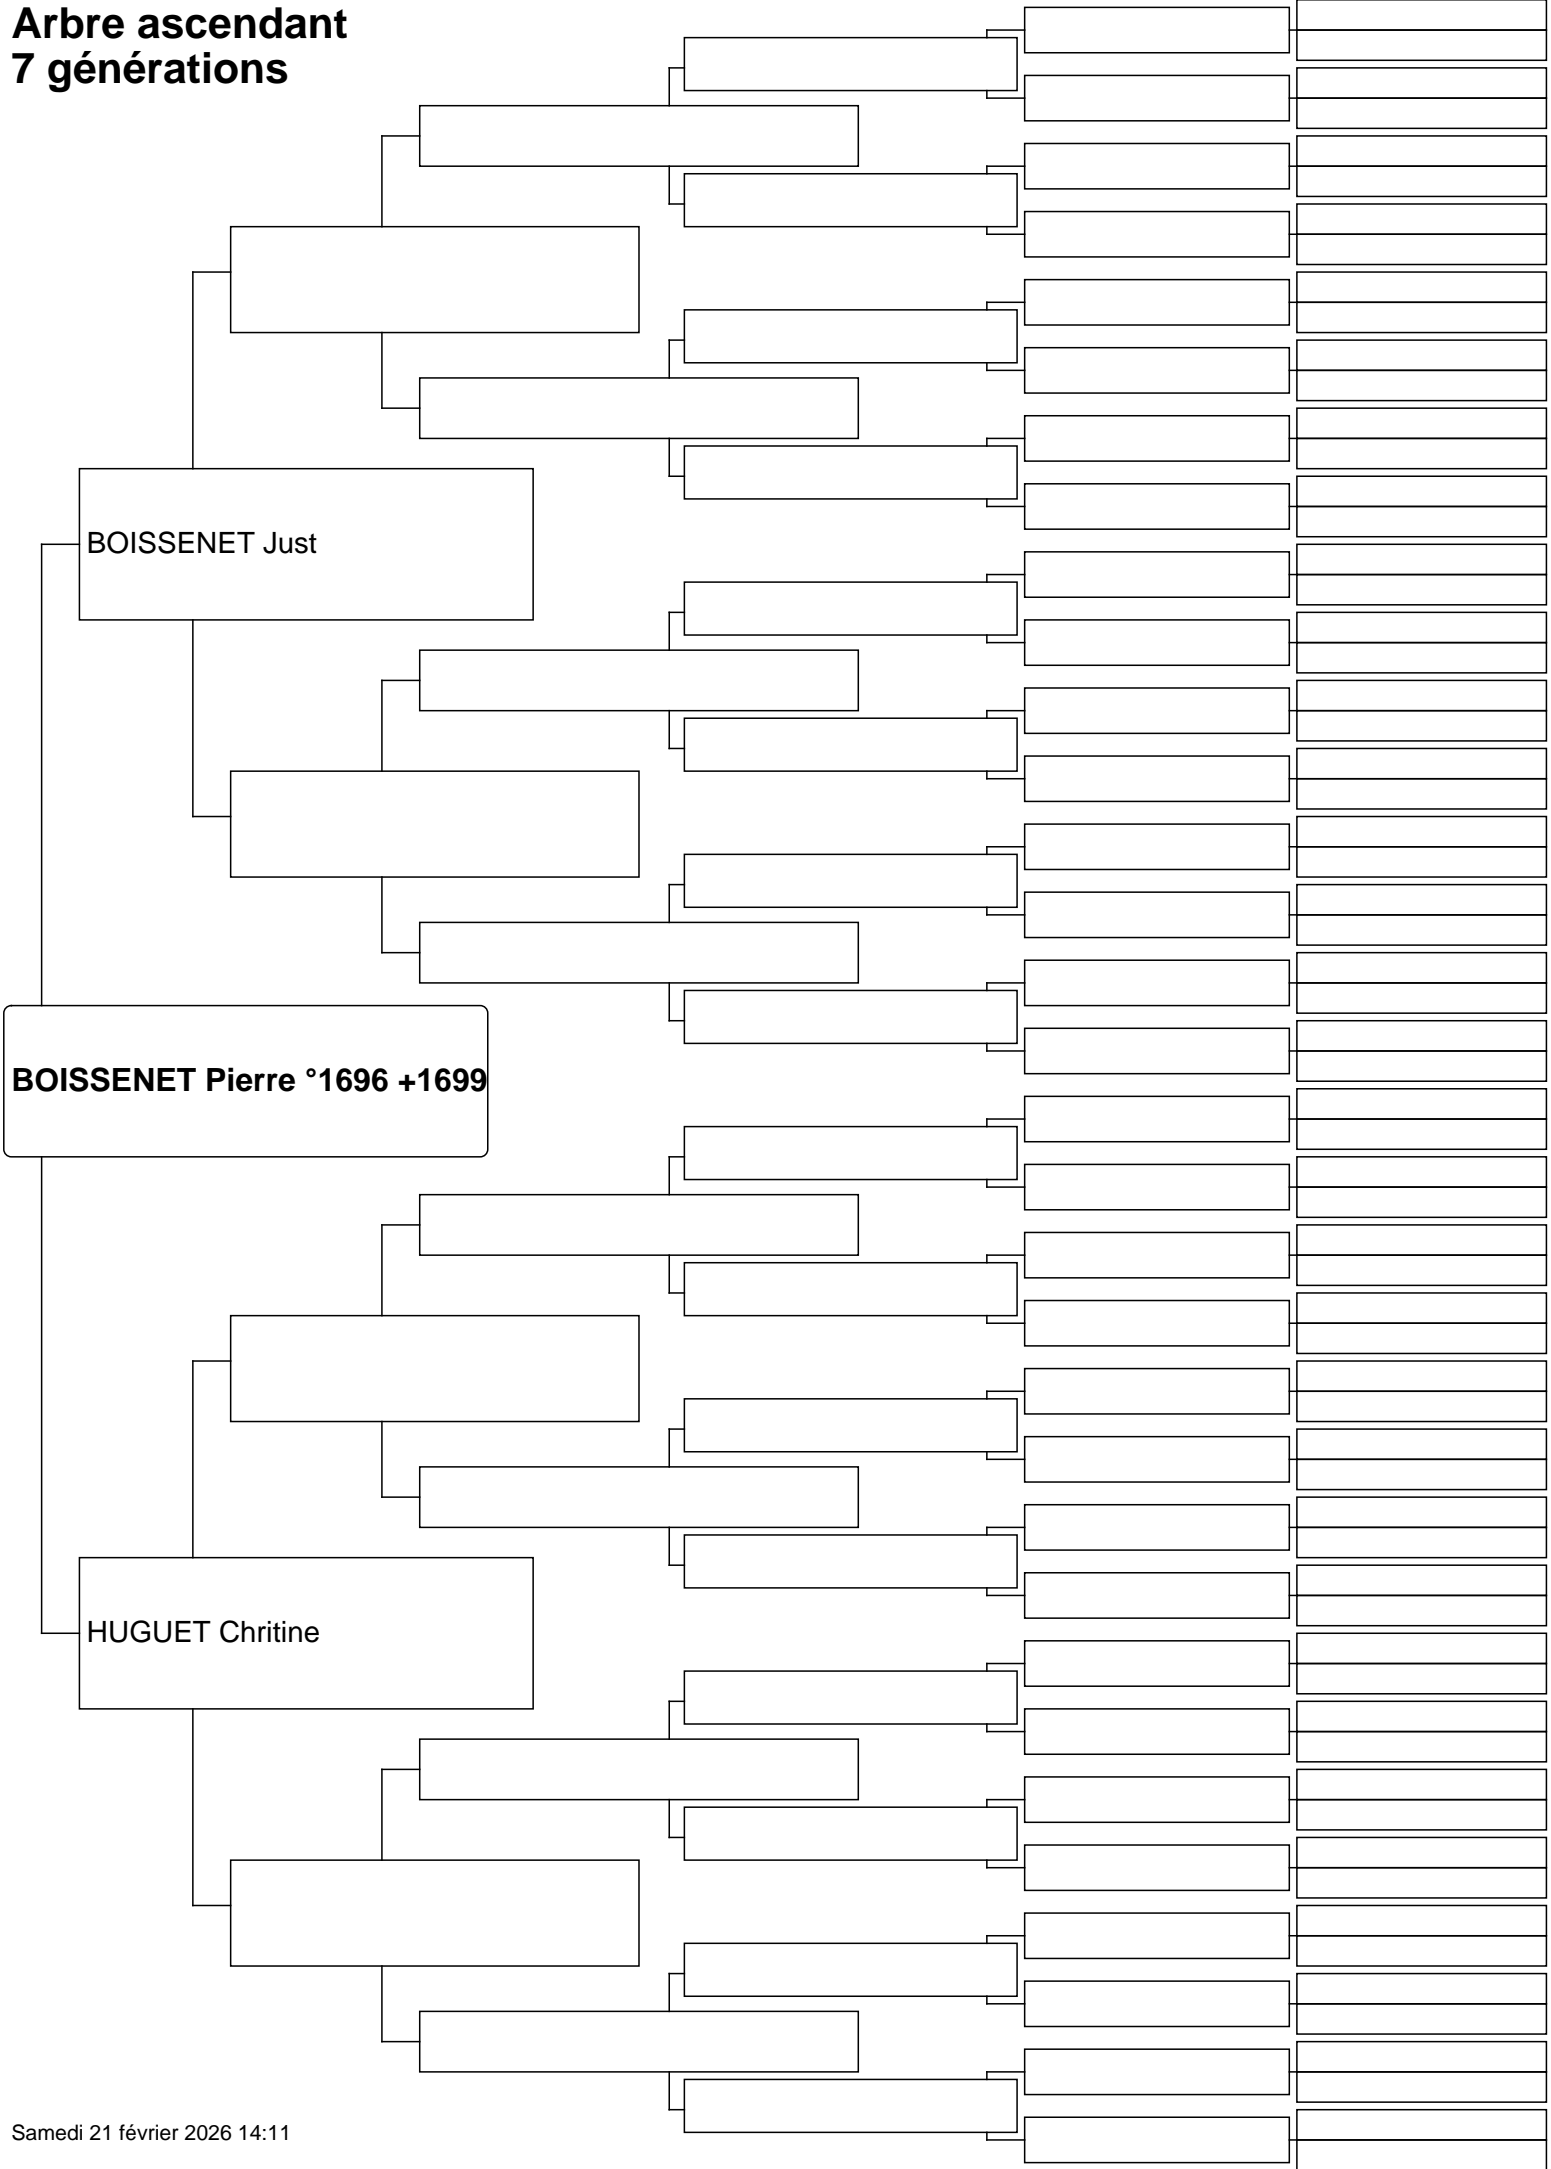 Arbre ascendant
7 générations
BOISSENET Just
BOISSENET Pierre °1696 +1699
HUGUET Chritine
Samedi 21 février 2026 14:11